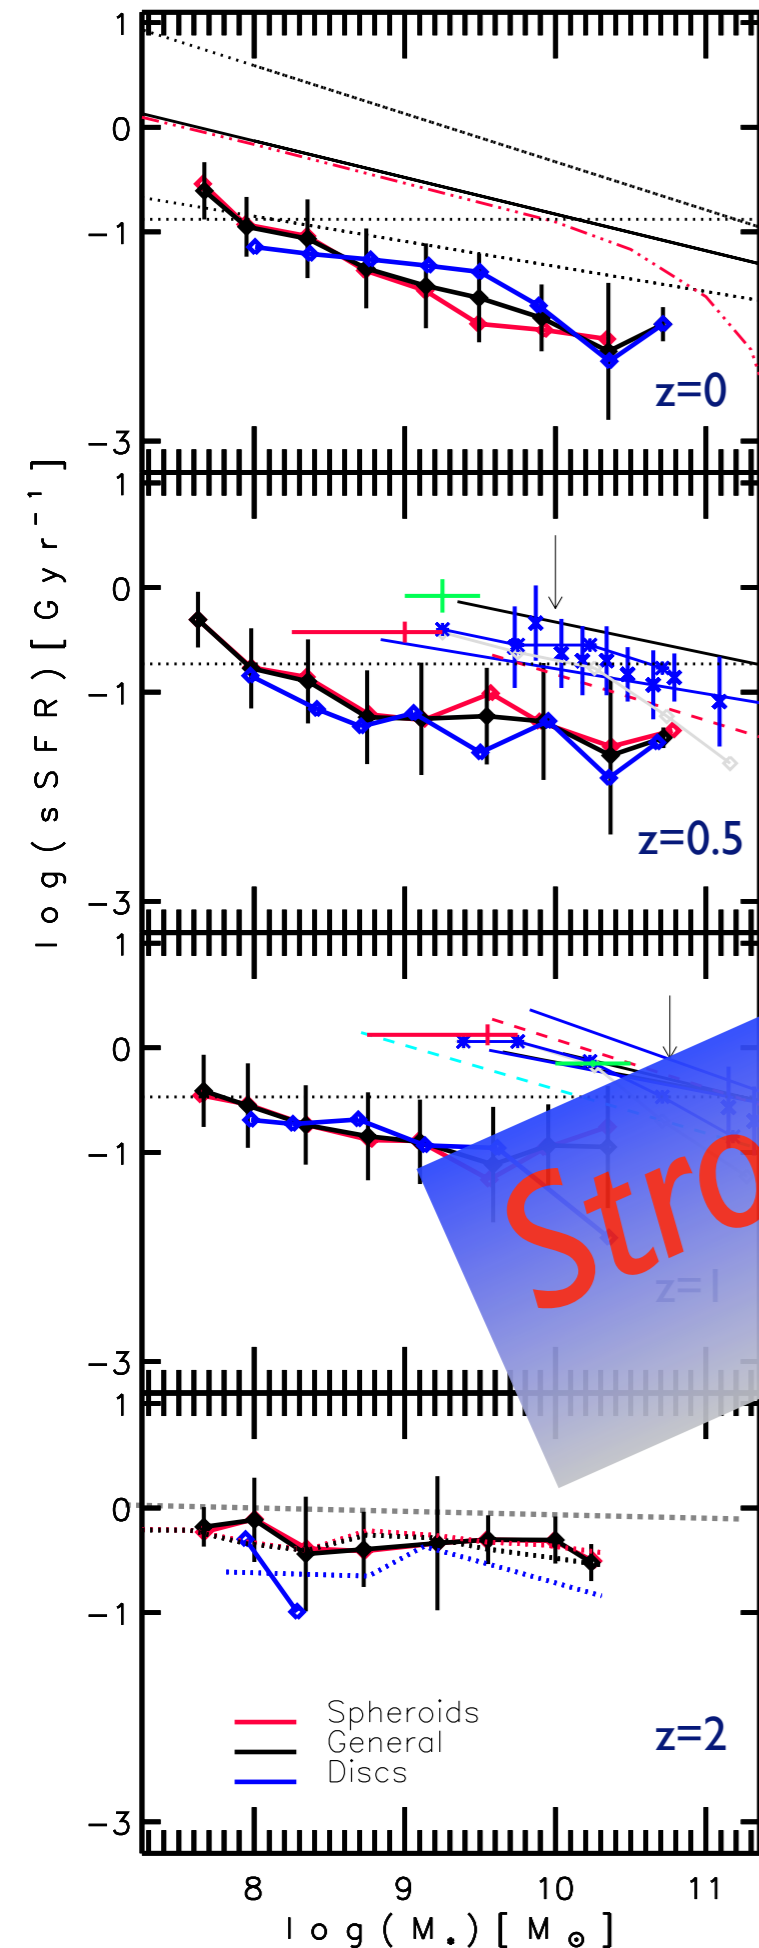 1
0
−1
−3
z=0
1
0
−1
−3
z=0.5
log(sSFR)[Gyr⁻¹]
1
0
−1
−3
Stro
z=1
1
0
−1
−3
Spheroids
General
Discs
z=2
8 9 10 11
log(M⋆)[M⊙]